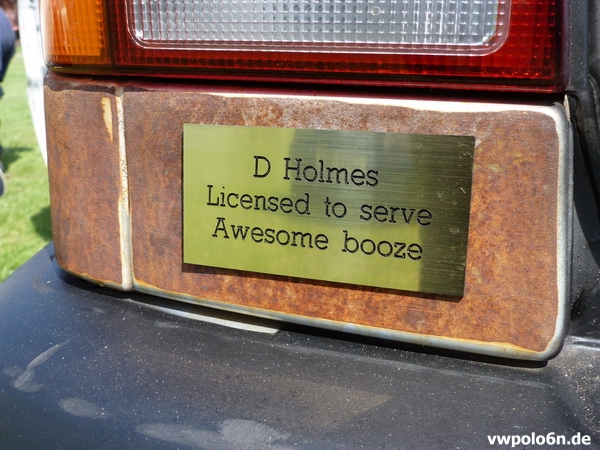 D Holmes
Licensed to serve
Awesome booze
vwpolo6n.de